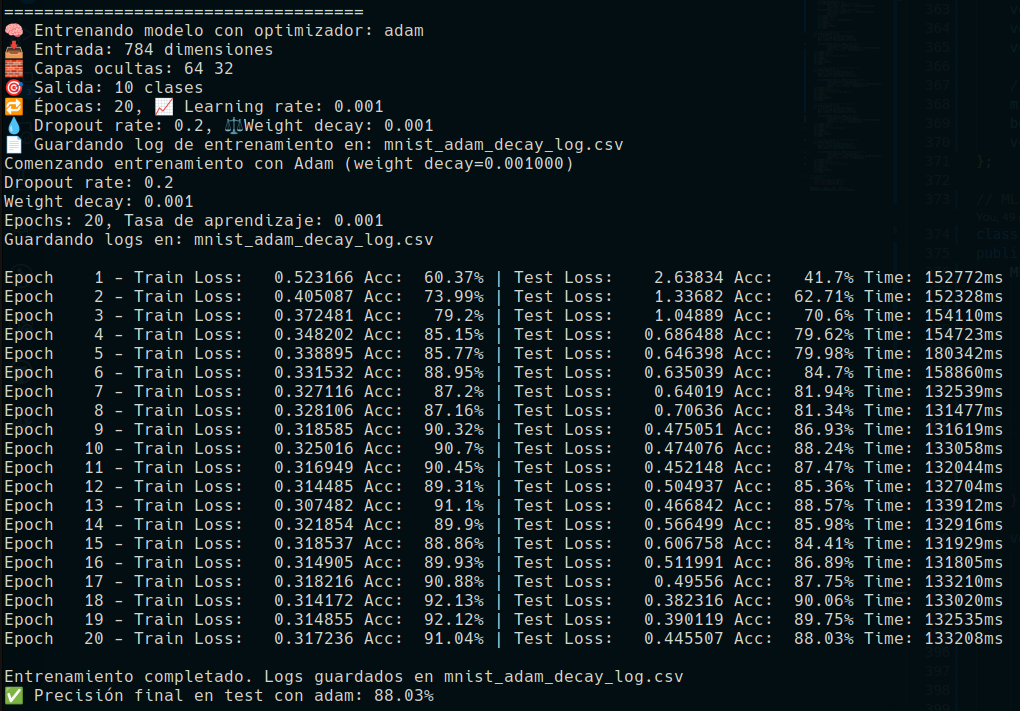 ====================================
🧠 Entrenando modelo con optimizador: adam
📥 Entrada: 784 dimensiones
🧱 Capas ocultas: 64 32
🎯 Salida: 10 clases
🔁 Épocas: 20, 📈 Learning rate: 0.001
💧 Dropout rate: 0.2, ⚖️Weight decay: 0.001
📄 Guardando log de entrenamiento en: mnist_adam_decay_log.csv
Comenzando entrenamiento con Adam (weight decay=0.001000)
Dropout rate: 0.2
Weight decay: 0.001
Epochs: 20, Tasa de aprendizaje: 0.001
Guardando logs en: mnist_adam_decay_log.csv

Epoch    1 - Train Loss:   0.523166 Acc:  60.37% | Test Loss:    2.63834 Acc:   41.7% Time: 152772ms
Epoch    2 - Train Loss:   0.405087 Acc:  73.99% | Test Loss:    1.33682 Acc:  62.71% Time: 152328ms
Epoch    3 - Train Loss:   0.372481 Acc:   79.2% | Test Loss:    1.04889 Acc:   70.6% Time: 154110ms
Epoch    4 - Train Loss:   0.348202 Acc:  85.15% | Test Loss:   0.686488 Acc:  79.62% Time: 154723ms
Epoch    5 - Train Loss:   0.338895 Acc:  85.77% | Test Loss:   0.646398 Acc:  79.98% Time: 180342ms
Epoch    6 - Train Loss:   0.331532 Acc:  88.95% | Test Loss:   0.635039 Acc:   84.7% Time: 158860ms
Epoch    7 - Train Loss:   0.327116 Acc:   87.2% | Test Loss:    0.64019 Acc:  81.94% Time: 132539ms
Epoch    8 - Train Loss:   0.328106 Acc:  87.16% | Test Loss:    0.70636 Acc:  81.34% Time: 131477ms
Epoch    9 - Train Loss:   0.318585 Acc:  90.32% | Test Loss:   0.475051 Acc:  86.93% Time: 131619ms
Epoch   10 - Train Loss:   0.325016 Acc:   90.7% | Test Loss:   0.474076 Acc:  88.24% Time: 133058ms
Epoch   11 - Train Loss:   0.316949 Acc:  90.45% | Test Loss:   0.452148 Acc:  87.47% Time: 132044ms
Epoch   12 - Train Loss:   0.314485 Acc:  89.31% | Test Loss:   0.504937 Acc:  85.36% Time: 132704ms
Epoch   13 - Train Loss:   0.307482 Acc:   91.1% | Test Loss:   0.466842 Acc:  88.57% Time: 133912ms
Epoch   14 - Train Loss:   0.321854 Acc:   89.9% | Test Loss:   0.566499 Acc:  85.98% Time: 132916ms
Epoch   15 - Train Loss:   0.318537 Acc:  88.86% | Test Loss:   0.606758 Acc:  84.41% Time: 131929ms
Epoch   16 - Train Loss:   0.314905 Acc:  89.93% | Test Loss:   0.511991 Acc:  86.89% Time: 131805ms
Epoch   17 - Train Loss:   0.318216 Acc:  90.88% | Test Loss:    0.49556 Acc:  87.75% Time: 133210ms
Epoch   18 - Train Loss:   0.314172 Acc:  92.13% | Test Loss:   0.382316 Acc:  90.06% Time: 133020ms
Epoch   19 - Train Loss:   0.314855 Acc:  92.12% | Test Loss:   0.390119 Acc:  89.75% Time: 132535ms
Epoch   20 - Train Loss:   0.317236 Acc:  91.04% | Test Loss:   0.445507 Acc:  88.03% Time: 133208ms

Entrenamiento completado. Logs guardados en mnist_adam_decay_log.csv
✅ Precisión final en test con adam: 88.03%